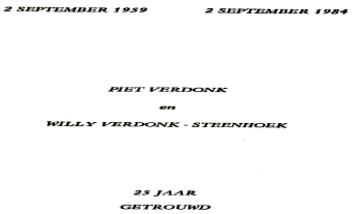 2 SEPTEMBER 1959 2 SEPTEMBER 1984
PIET VERDONK
en
WILLY VERDONK - STEENHOEK
25 JAAR
GETROUWD